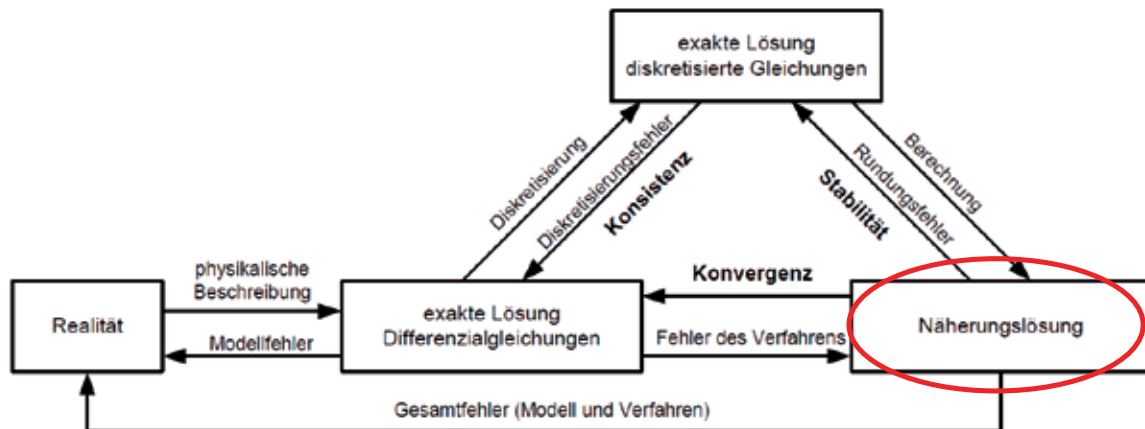 exakte Lösung
diskretisierte Gleichungen
Diskretisierung
Diskretisierungsfehler
Konsistenz
Stabilität
Rundungsfehler
Berechnung
physikalische
Beschreibung
Konvergenz
Realität
exakte Lösung
Differenzialgleichungen
Näherungslösung
Modellfehler
Fehler des Verfahrens
Gesamtfehler (Modell und Verfahren)